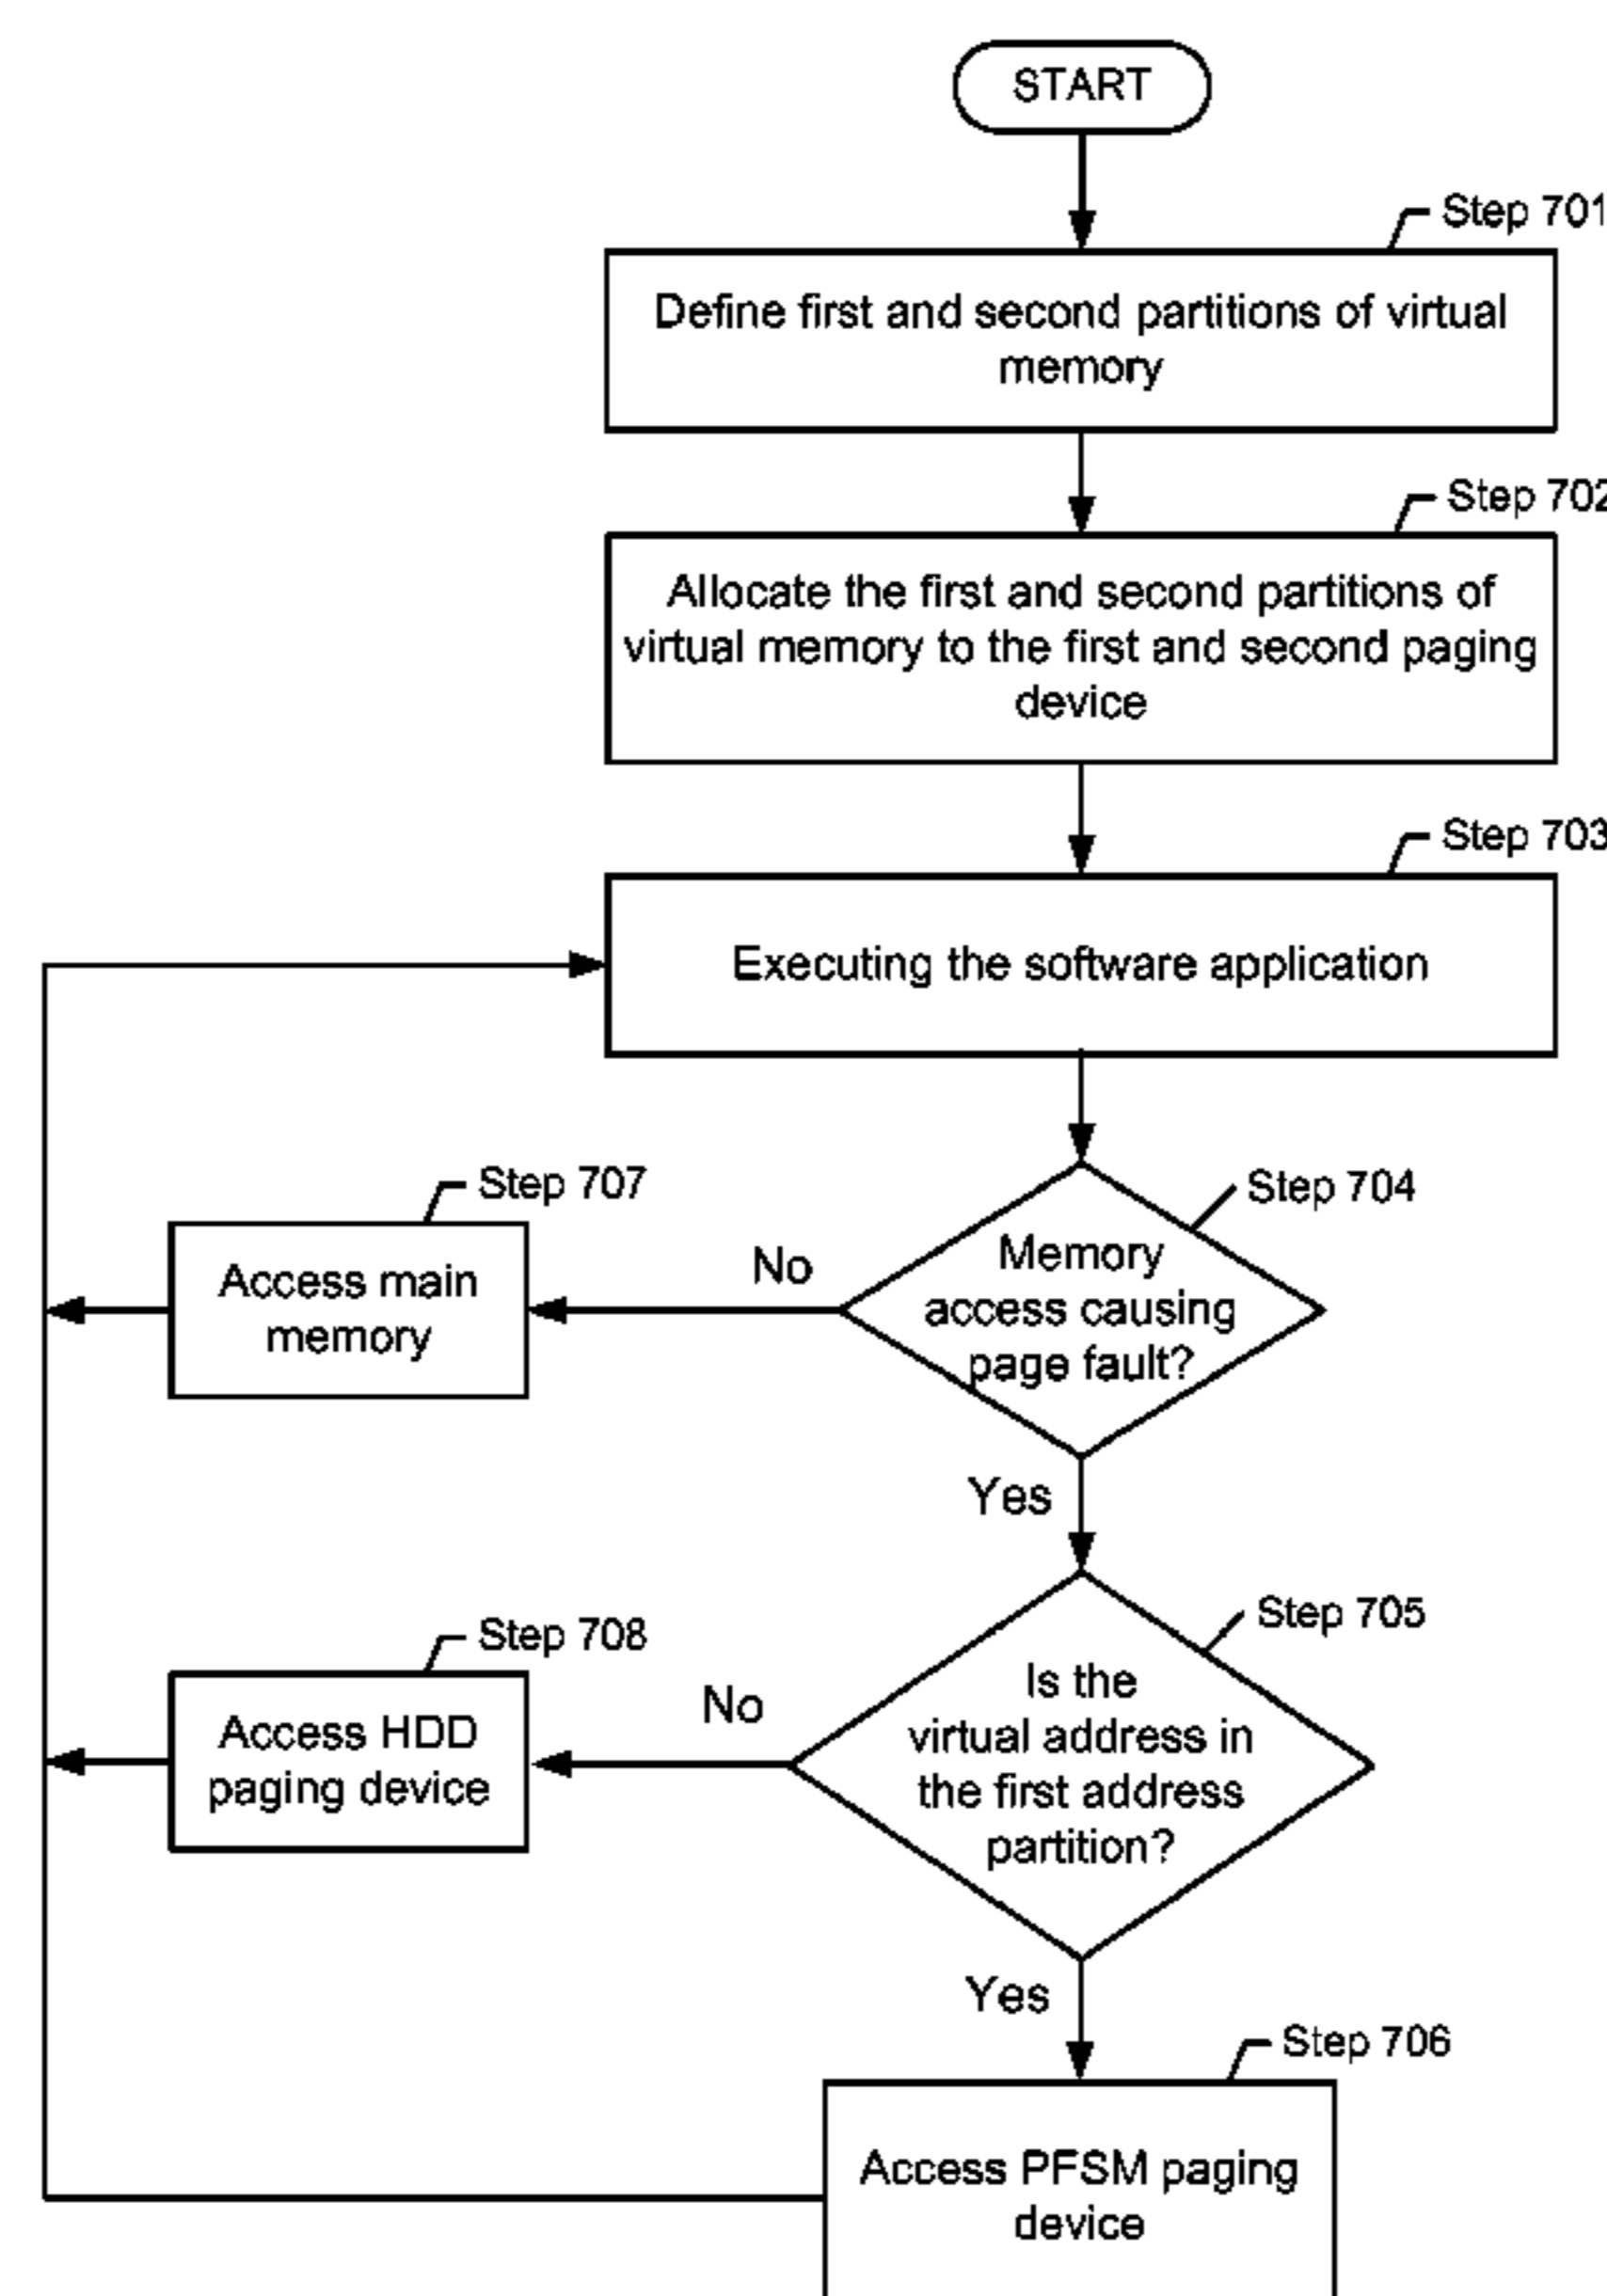 START
Step 701
Define first and second partitions of virtual
memory
Step 702
Allocate the first and second partitions of
virtual memory to the first and second paging
device
Step 703
Executing the software application
Step 704
Memory
access causing
page fault?
No
Step 707
Access main
memory
Yes
Step 705
Is the
virtual address in
the first address
partition?
No
Step 708
Access HDD
paging device
Yes
Step 706
Access PFSM paging
device